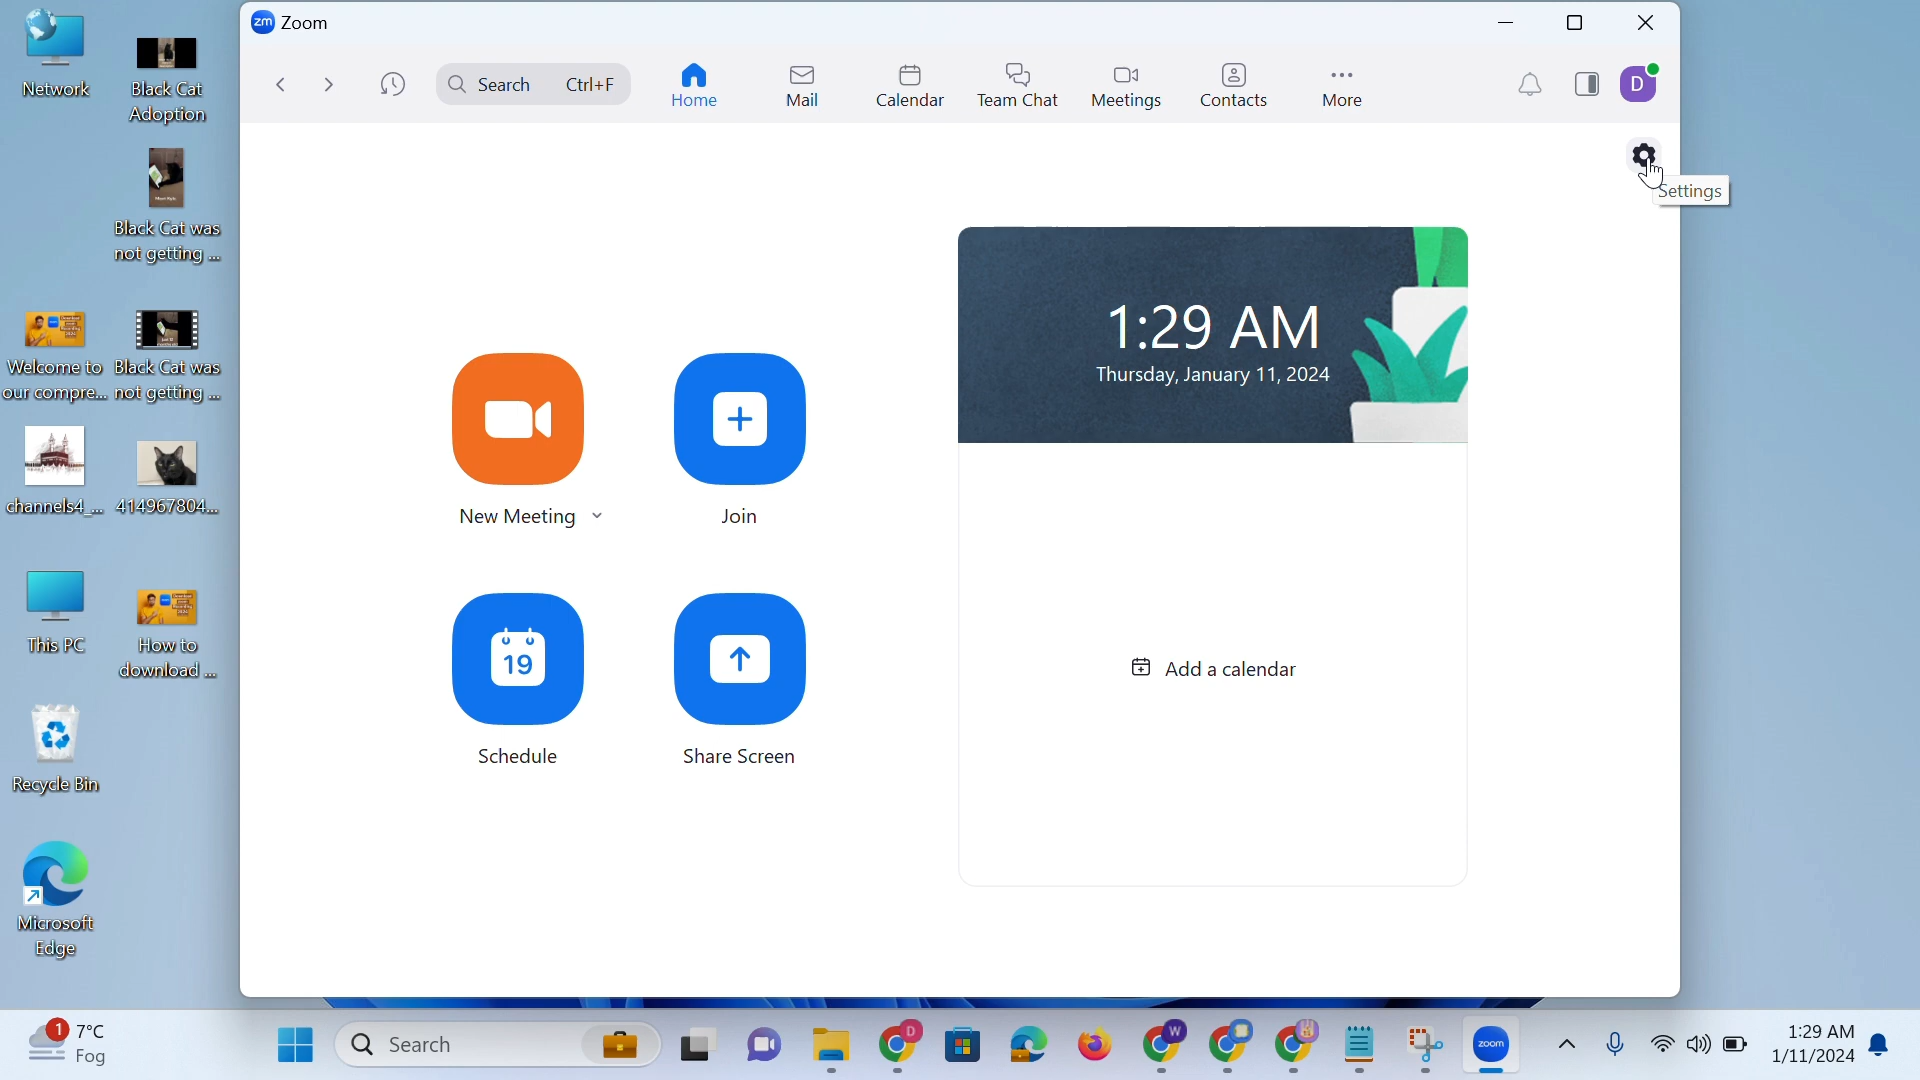 Network
Black Cat
Adoption
Black Cat was
not getting ...
Welcome to
our compre...
Black Cat was
not getting ...
channels4_...
414967804...
This PC
How to
download ...
Recycle Bin
Microsoft
Edge
zm Zoom
Search Ctrl+F
Home
Mail
Calendar
Team Chat
Meetings
Contacts
More
D
Settings
1:29 AM
Thursday, January 11, 2024
New Meeting
Join
19
Schedule
Share Screen
Add a calendar
1
7°C
Fog
Search
D
W
zoom
1:29 AM
1/11/2024